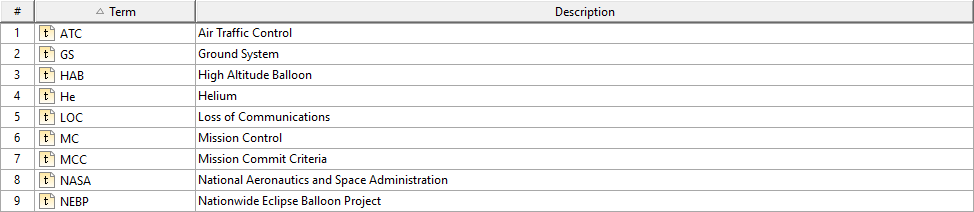 # Term Description
1 ATC Air Traffic Control
2 GS Ground System
3 HAB High Altitude Balloon
4 He Helium
5 LOC Loss of Communications
6 MC Mission Control
7 MCC Mission Commit Criteria
8 NASA National Aeronautics and Space Administration
9 NEBP Nationwide Eclipse Balloon Project